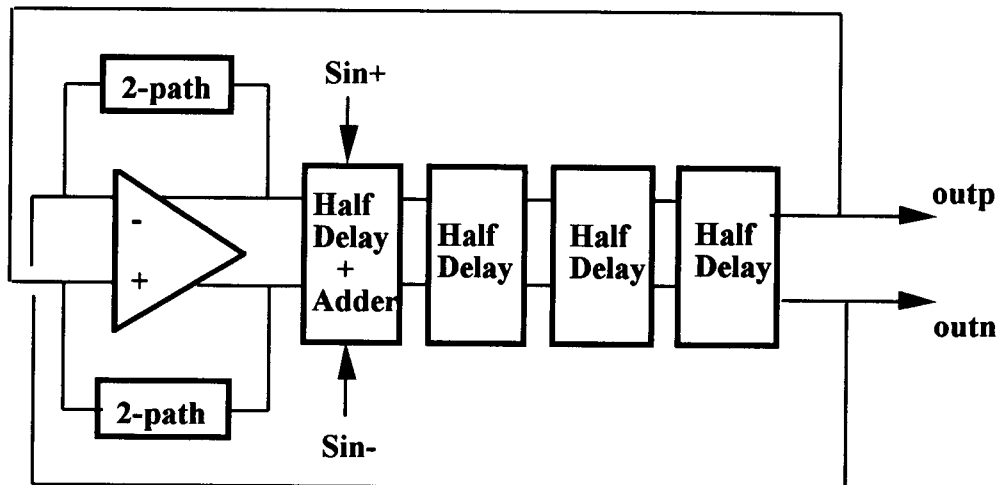 2-path
Sin+
-
+
Half
Delay
+
Adder
Half
Delay
Half
Delay
Half
Delay
outp
outn
2-path
Sin-